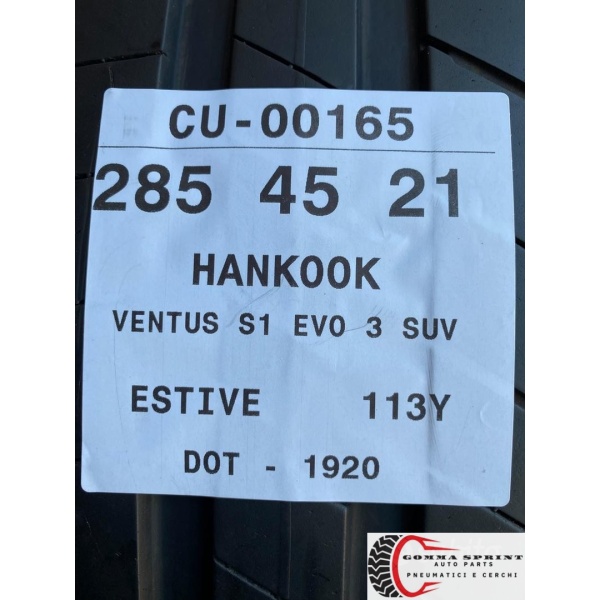 CU-00165
285 45 21
HANKOOK
VENTUS S1 EVO 3 SUV
ESTIVE 113Y
DOT - 1920
GOMMA SPRINT
AUTO PARTS
PNEUMATICI E CERCHI